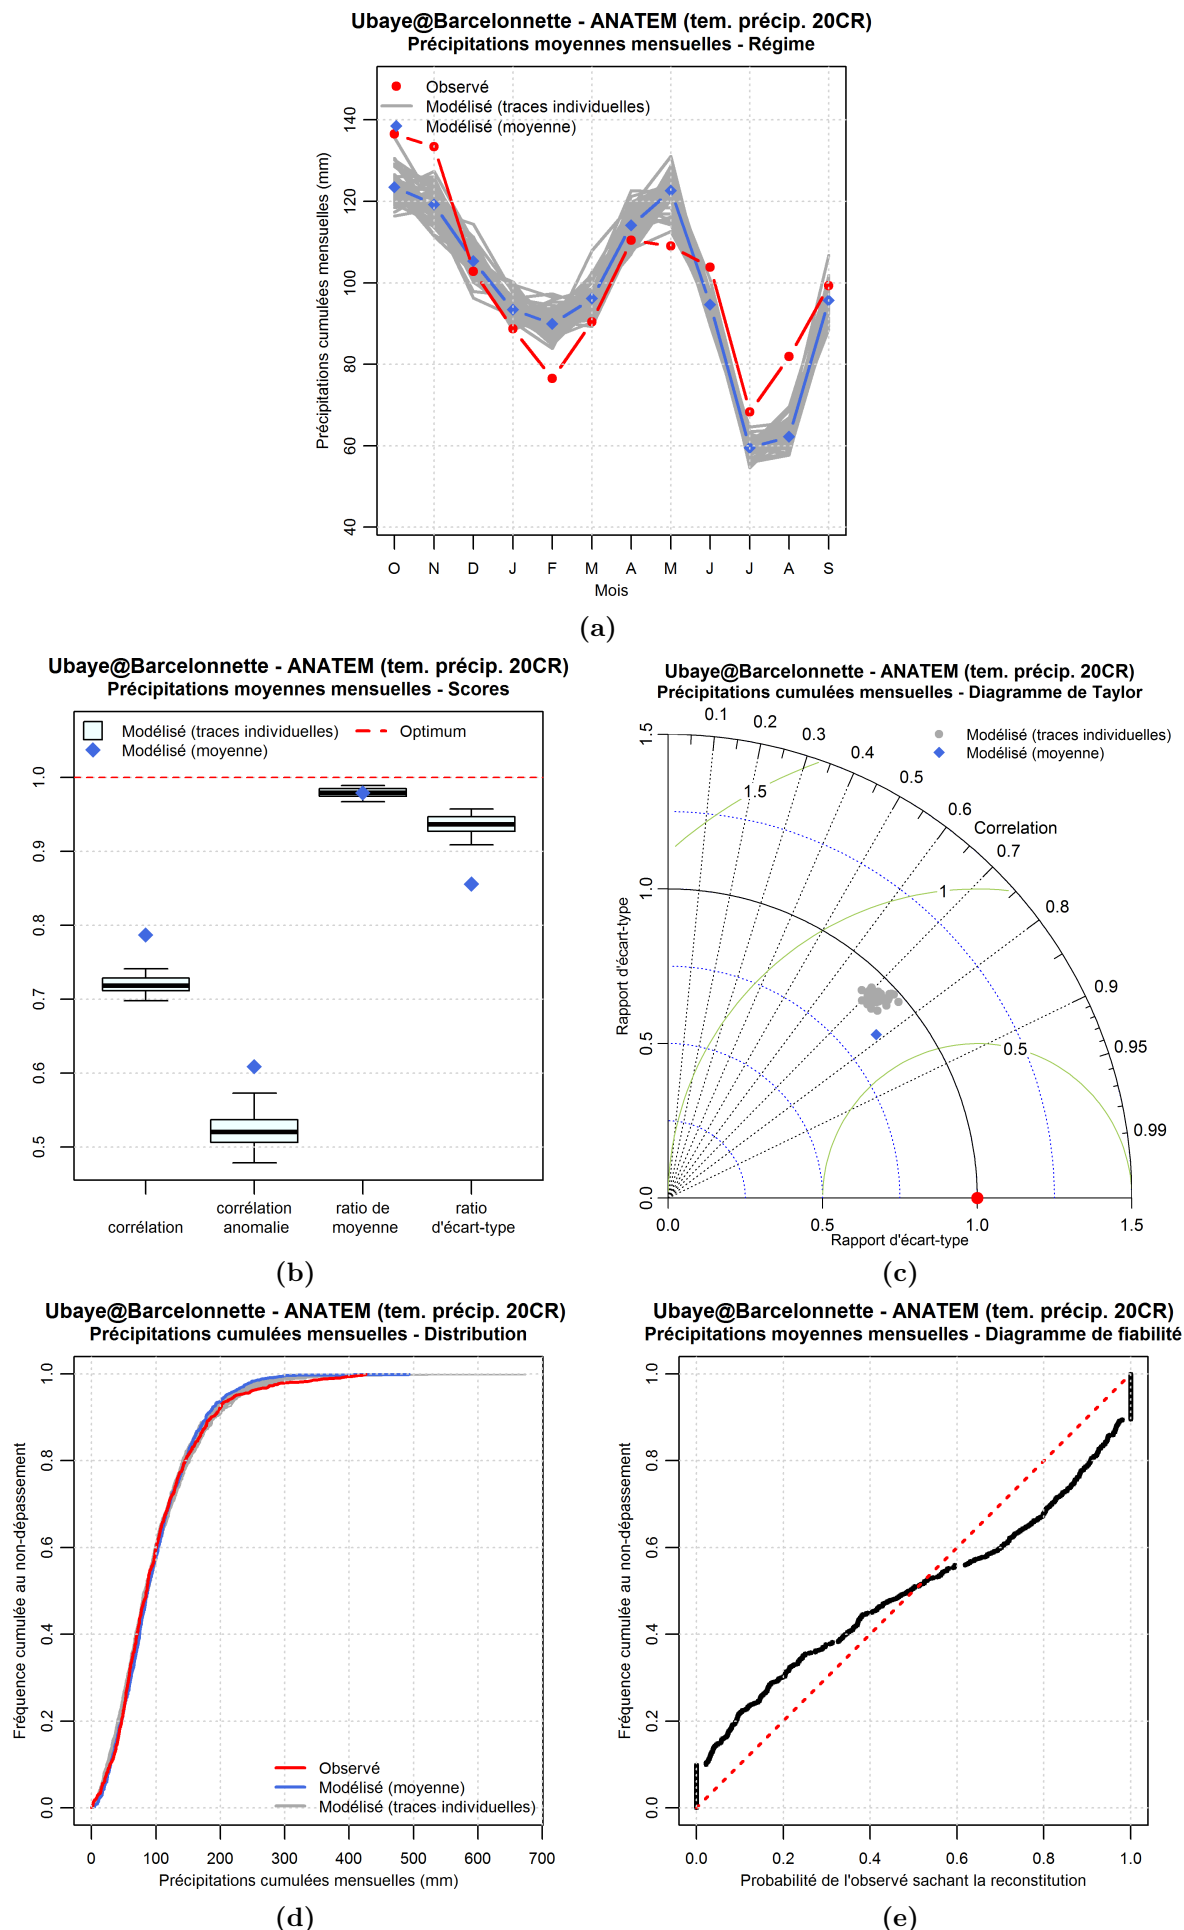 Ubaye@Barcelonnette - ANATEM (tem. précip. 20CR)
Précipitations moyennes mensuelles - Régime
Observé
Modélisé (traces individuelles)
Modélisé (moyenne)
Précipitations cumulées mensuelles (mm)
140
120
100
80
60
40
O N D J F M A M J J A S
Mois
(a)
Ubaye@Barcelonnette - ANATEM (tem. précip. 20CR)
Précipitations moyennes mensuelles - Scores
Modélisé (traces individuelles)
Optimum
Modélisé (moyenne)
1.0
0.9
0.8
0.7
0.6
0.5
corrélation
corrélation
anomalie
ratio de
moyenne
ratio
d'écart-type
(b)
Ubaye@Barcelonnette - ANATEM (tem. précip. 20CR)
Précipitations cumulées mensuelles - Diagramme de Taylor
Modélisé (traces individuelles)
Modélisé (moyenne)
0.1
0.2
0.3
0.4
0.5
0.6
Correlation
0.7
0.8
0.9
0.95
0.99
1.5
1
0.5
Rapport d'écart-type
1.5
1.0
0.5
0.0
0.0 0.5 1.0 1.5
Rapport d'écart-type
(c)
Ubaye@Barcelonnette - ANATEM (tem. précip. 20CR)
Précipitations cumulées mensuelles - Distribution
Fréquence cumulée au non-dépassement
1.0
0.8
0.6
0.4
0.2
0.0
Observé
Modélisé (moyenne)
Modélisé (traces individuelles)
0 100 200 300 400 500 600 700
Précipitations cumulées mensuelles (mm)
(d)
Ubaye@Barcelonnette - ANATEM (tem. précip. 20CR)
Précipitations moyennes mensuelles - Diagramme de fiabilité
Fréquence cumulée au non-dépassement
1.0
0.8
0.6
0.4
0.2
0.0
0.0 0.2 0.4 0.6 0.8 1.0
Probabilité de l'observé sachant la reconstitution
(e)